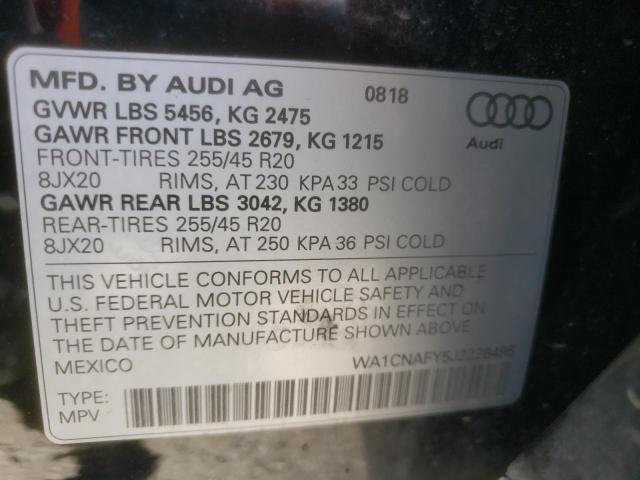 MFD. BY AUDI AG
0818
GVWR LBS 5456, KG 2475
GAWR FRONT LBS 2679, KG 1215
Audi
FRONT-TIRES 255/45 R20
8JX20 RIMS, AT 230 KPA 33 PSI COLD
GAWR REAR LBS 3042, KG 1380
REAR-TIRES 255/45 R20
8JX20 RIMS, AT 250 KPA 36 PSI COLD
THIS VEHICLE CONFORMS TO ALL APPLICABLE
U.S. FEDERAL MOTOR VEHICLE SAFETY AND
THEFT PREVENTION STANDARDS IN EFFECT ON
THE DATE OF MANUFACTURE SHOWN ABOVE.
MEXICO
WA1CNAFY5J2228495
TYPE:
MPV